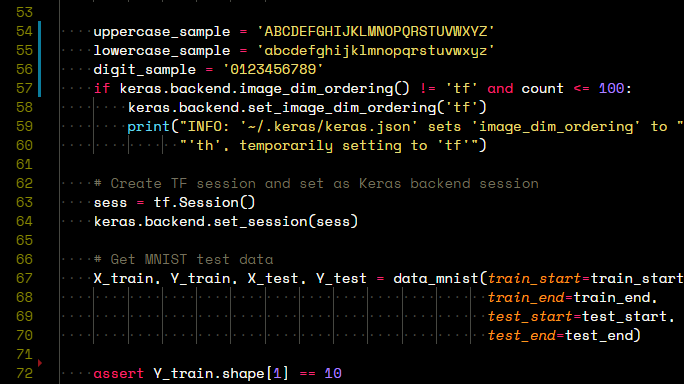 53
54 uppercase_sample = 'ABCDEFGHIJKLMNOPQRSTUVWXYZ'
55 lowercase_sample = 'abcdefghijklmnopqrstuvwxyz'
56 digit_sample = '0123456789'
57 if keras.backend.image_dim_ordering() != 'tf' and count <= 100:
58 keras.backend.set_image_dim_ordering('tf')
59 print("INFO: '~/.keras/keras.json' sets 'image_dim_ordering' to "
60 "'th', temporarily setting to 'tf'")
61
62 # Create TF session and set as Keras backend session
63 sess = tf.Session()
64 keras.backend.set_session(sess)
65
66 # Get MNIST test data
67 X_train, Y_train, X_test, Y_test = data_mnist(train_start=train_start
68 train_end=train_end,
69 test_start=test_start,
70 test_end=test_end)
71
72 assert Y_train.shape[1] == 10